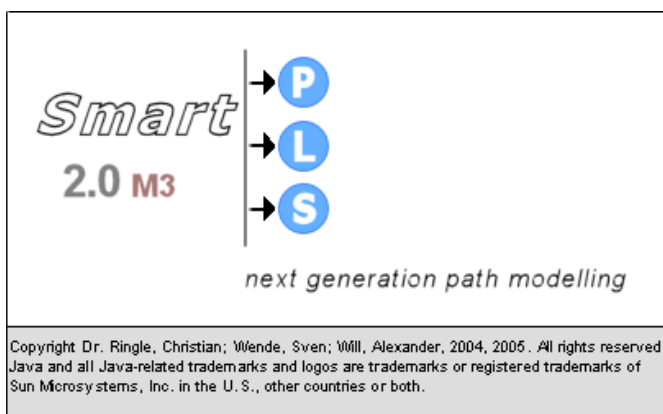 Smart
P
L
S
2.0 M3
next generation path modelling
Copyright Dr. Ringle, Christian; Wende, Sven; Will, Alexander, 2004, 2005. All rights reserved
Java and all Java-related trademarks and logos are trademarks or registered trademarks of
Sun Microsystems, Inc. in the U.S., other countries or both.